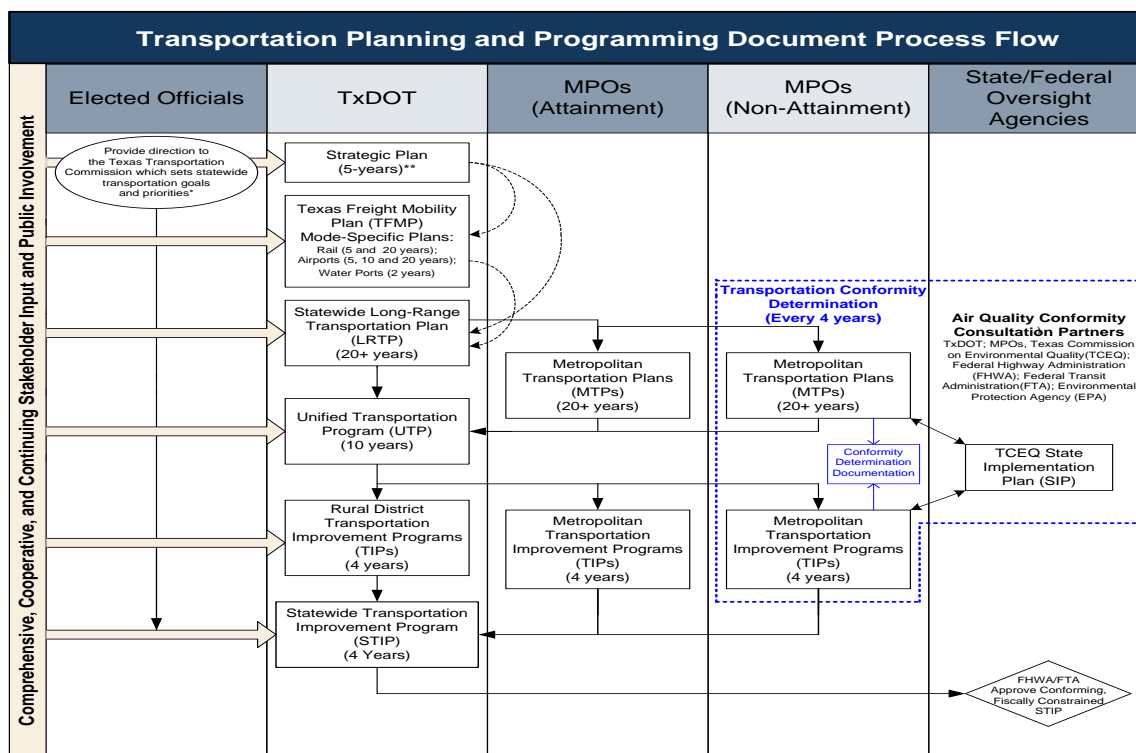 Transportation Planning and Programming Document Process Flow
Comprehensive, Cooperative, and Continuing Stakeholder Input and Public Involvement
Elected Officials
TxDOT
MPOs
(Attainment)
MPOs
(Non-Attainment)
State/Federal
Oversight
Agencies
Provide direction to
the Texas Transportation
Commission which sets statewide
transportation goals
and priorities*
Strategic Plan
(5-years)**
Texas Freight Mobility
Plan (TFMP)
Mode-Specific Plans:
Rail (5 and 20 years);
Airports (5, 10 and 20 years);
Water Ports (2 years)
Statewide Long-Range
Transportation Plan
(LRTP)
(20+ years)
Unified Transportation
Program (UTP)
(10 years)
Rural District
Transportation
Improvement Programs
(TIPs)
(4 years)
Statewide Transportation
Improvement Program
(STIP)
(4 Years)
Metropolitan
Transportation Plans
(MTPs)
(20+ years)
Metropolitan
Transportation
Improvement Programs
(TIPs)
(4 years)
Transportation Conformity
Determination
(Every 4 years)
Metropolitan
Transportation Plans
(MTPs)
(20+ years)
Conformity
Determination
Documentation
Metropolitan
Transportation
Improvement Programs
(TIPs)
(4 years)
Air Quality Conformity
Consultation Partners
TxDOT; MPOs, Texas Commission
on Environmental Quality(TCEQ);
Federal Highway Administration
(FHWA); Federal Transit
Administration(FTA); Environmental
Protection Agency (EPA)
TCEQ State
Implementation
Plan (SIP)
FHWA/FTA
Approve Conforming,
Fiscally Constrained
STIP